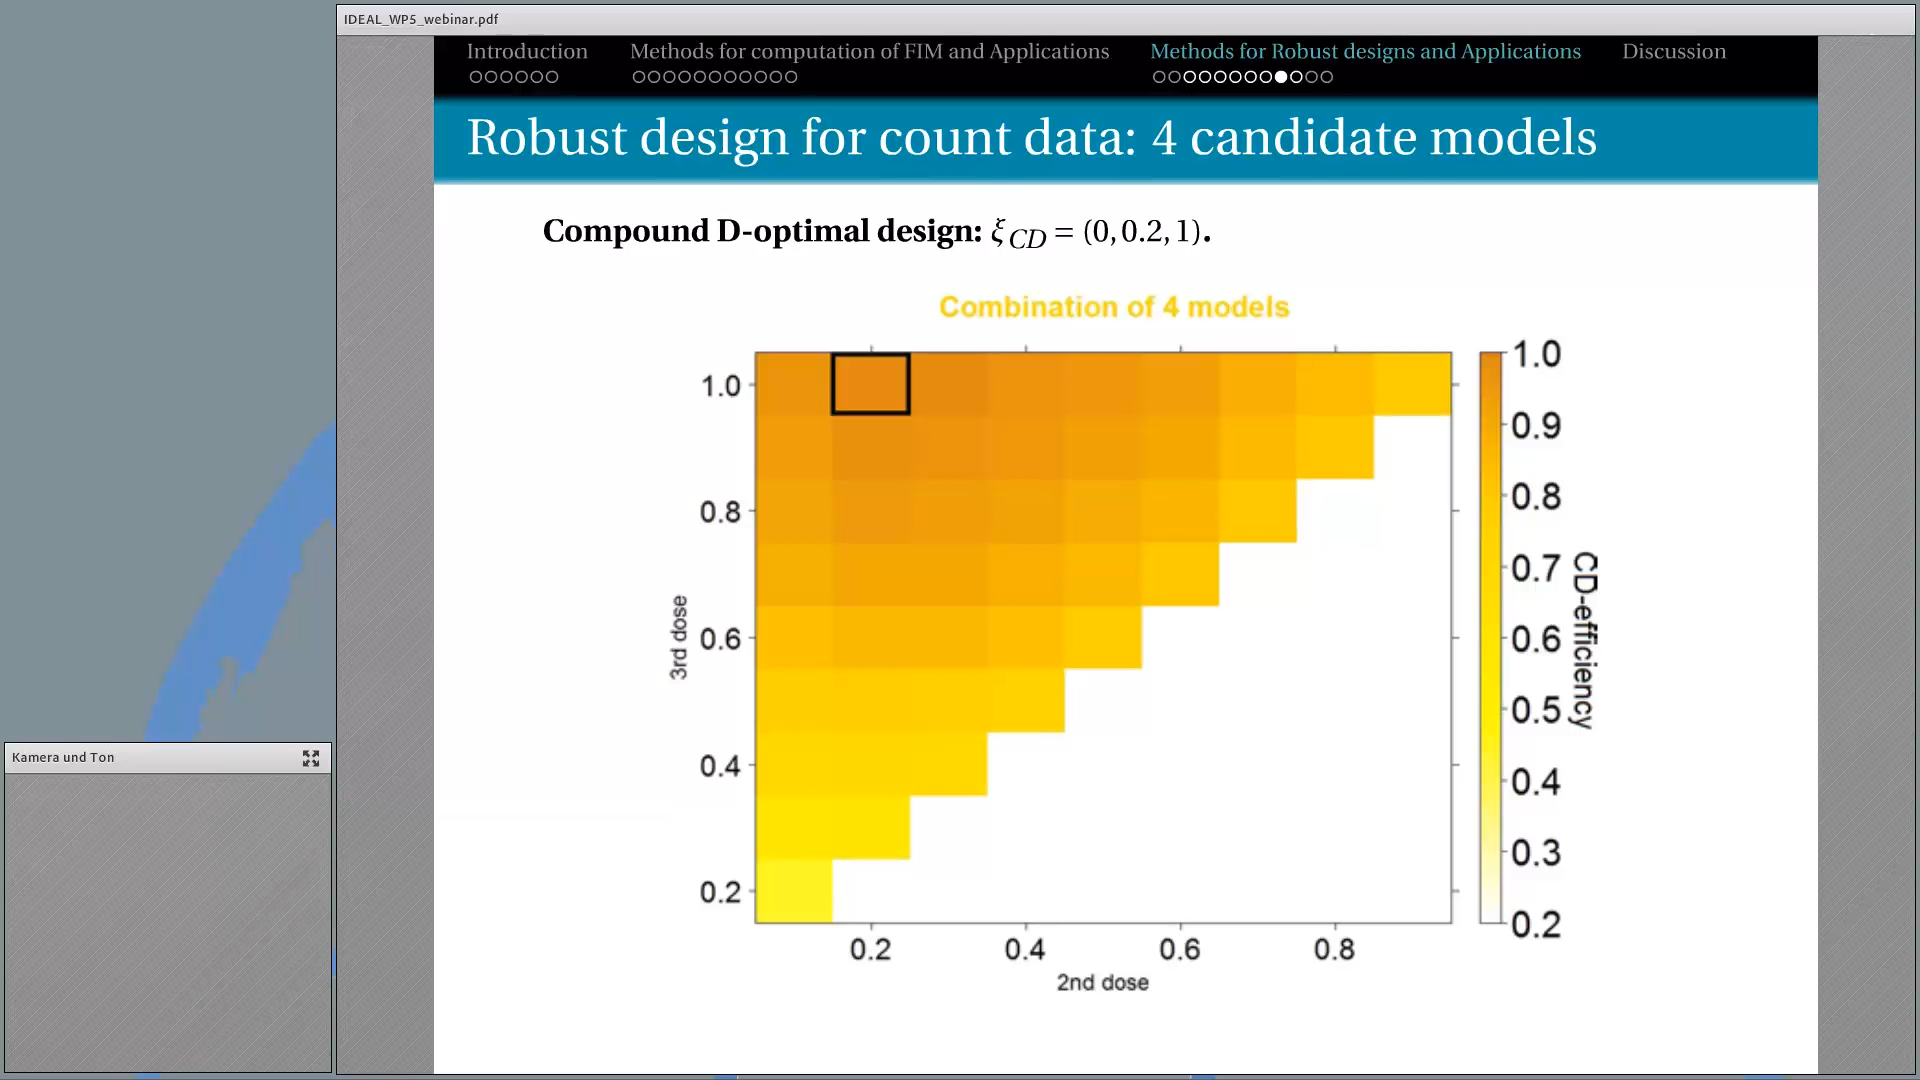 IDEAL_WP5_webinar.pdf
Introduction
Methods for computation of FIM and Applications
Methods for Robust designs and Applications
Discussion
Robust design for count data: 4 candidate models
Compound D-optimal design: ξ_CD = (0, 0.2, 1).
Combination of 4 models
1.0
0.8
0.6
0.4
0.2
3rd dose
0.2
0.4
0.6
0.8
2nd dose
1.0
0.9
0.8
0.7
0.6
0.5
0.4
0.3
0.2
CD-efficiency
Kamera und Ton